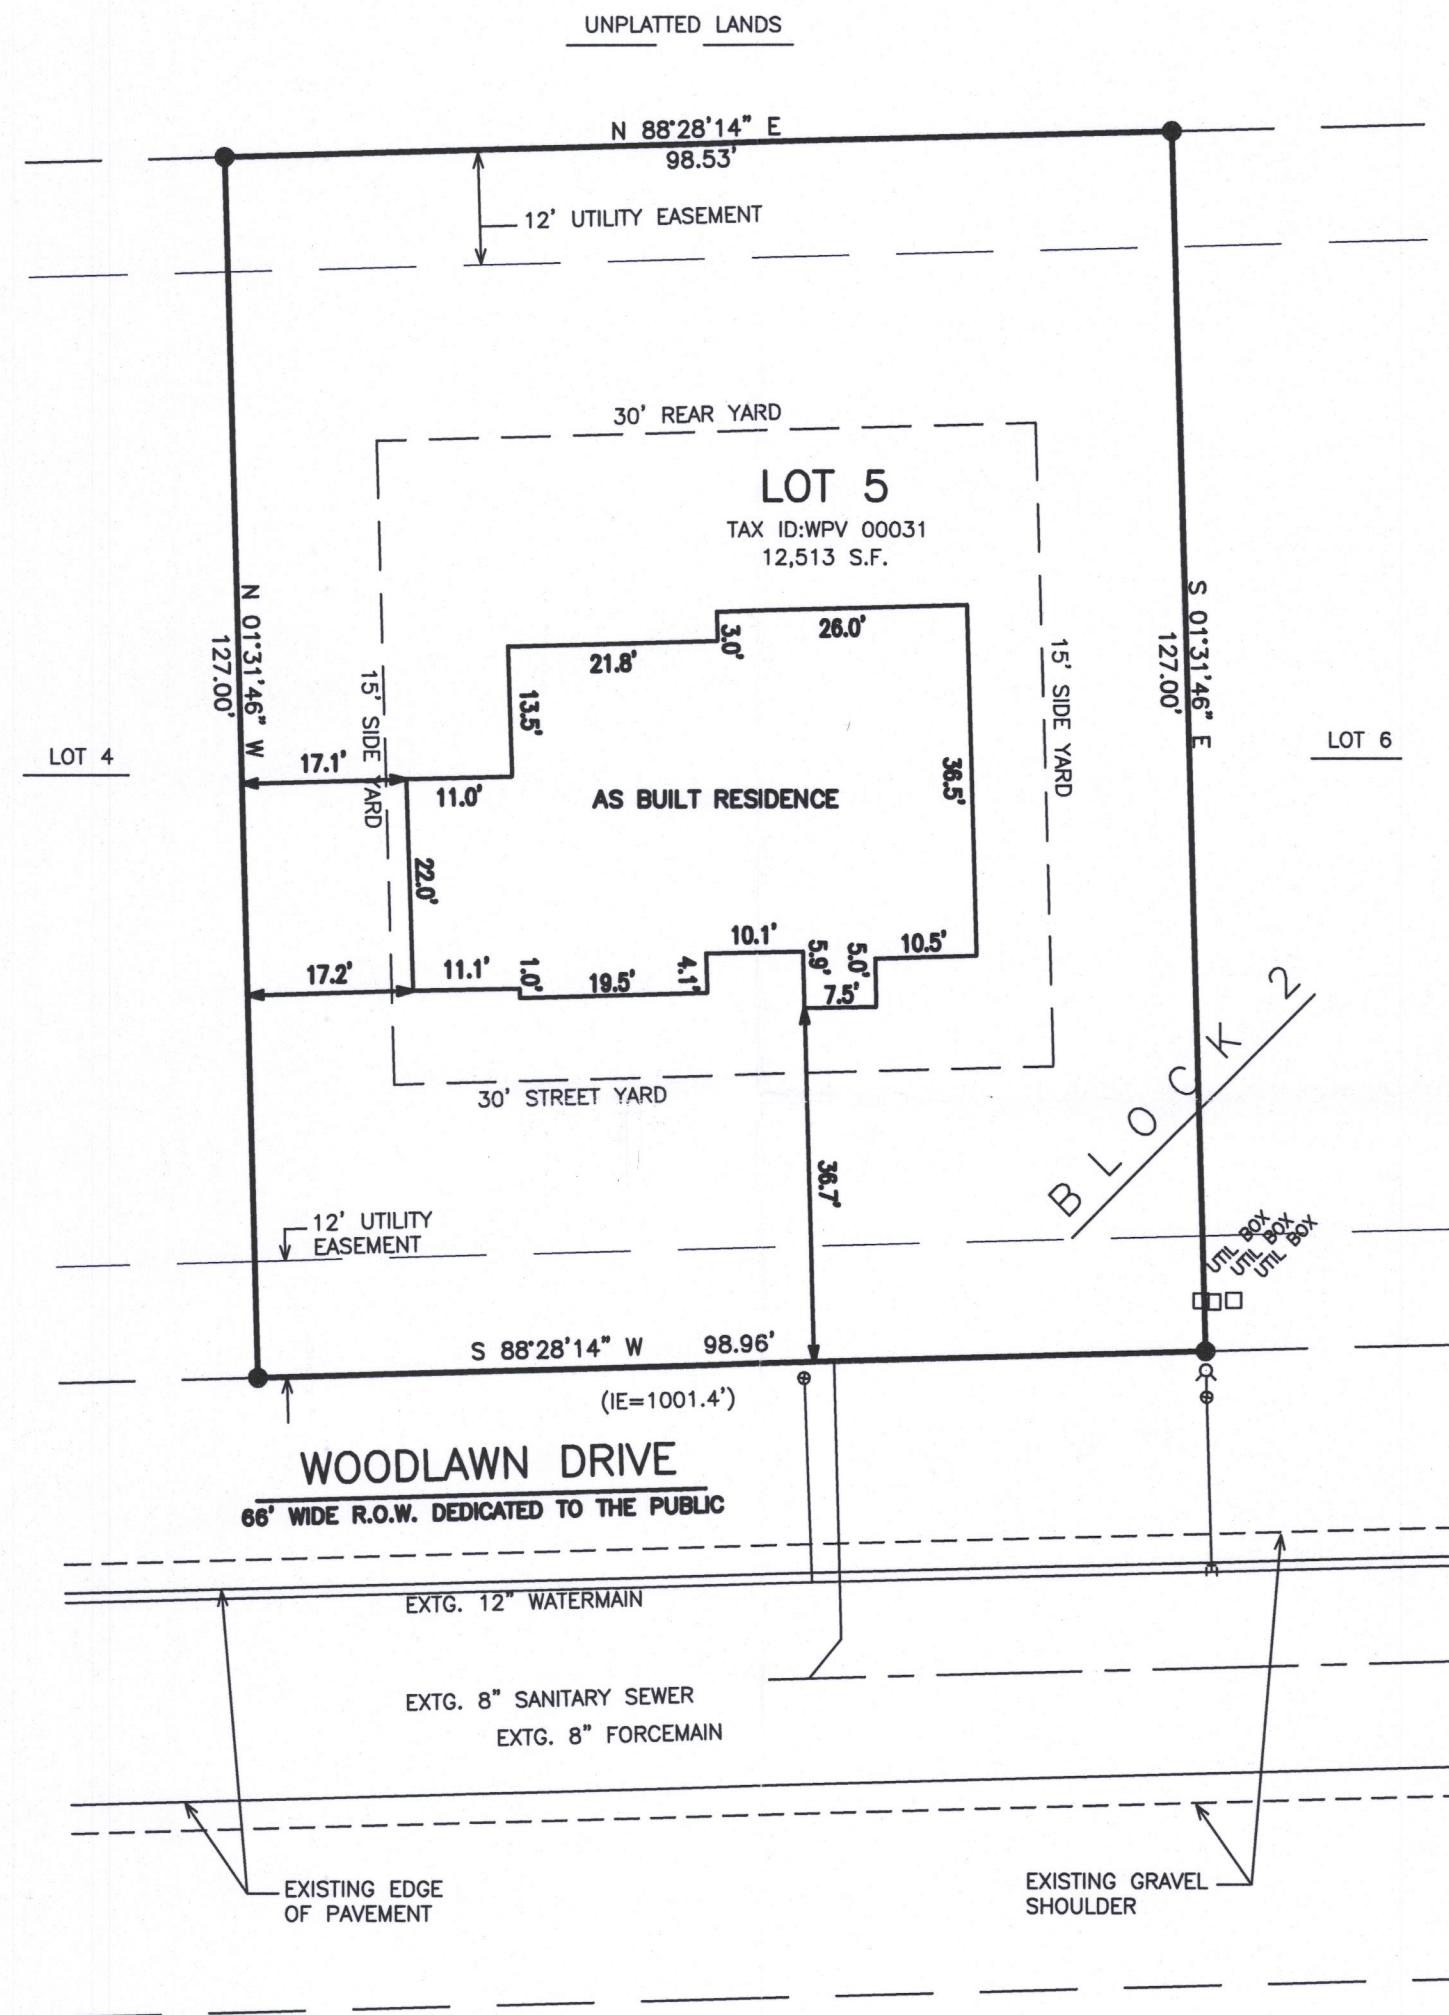 UNPLATTED LANDS
N 88°28'14" E
98.53'
12' UTILITY EASEMENT
30' REAR YARD
LOT 5
TAX ID:WPV 00031
12,513 S.F.
N 01°31'46" W
127.00'
S 01°31'46" E
127.00'
15' SIDE YARD
15' SIDE YARD
LOT 4
LOT 6
26.0'
3.0'
21.8'
13.5'
17.1'
11.0'
36.5'
AS BUILT RESIDENCE
22.0'
17.2'
11.1'
1.0'
19.5'
4.1'
10.1'
5.9'
7.5'
5.0'
10.5'
30' STREET YARD
36.7'
BLOCK 2
12' UTILITY
EASEMENT
UTIL BOX
UTIL BOX
UTIL BOX
S 88°28'14" W 98.96'
(IE=1001.4')
WOODLAWN DRIVE
66' WIDE R.O.W. DEDICATED TO THE PUBLIC
EXTG. 12" WATERMAIN
EXTG. 8" SANITARY SEWER
EXTG. 8" FORCEMAIN
EXISTING EDGE
OF PAVEMENT
EXISTING GRAVEL
SHOULDER